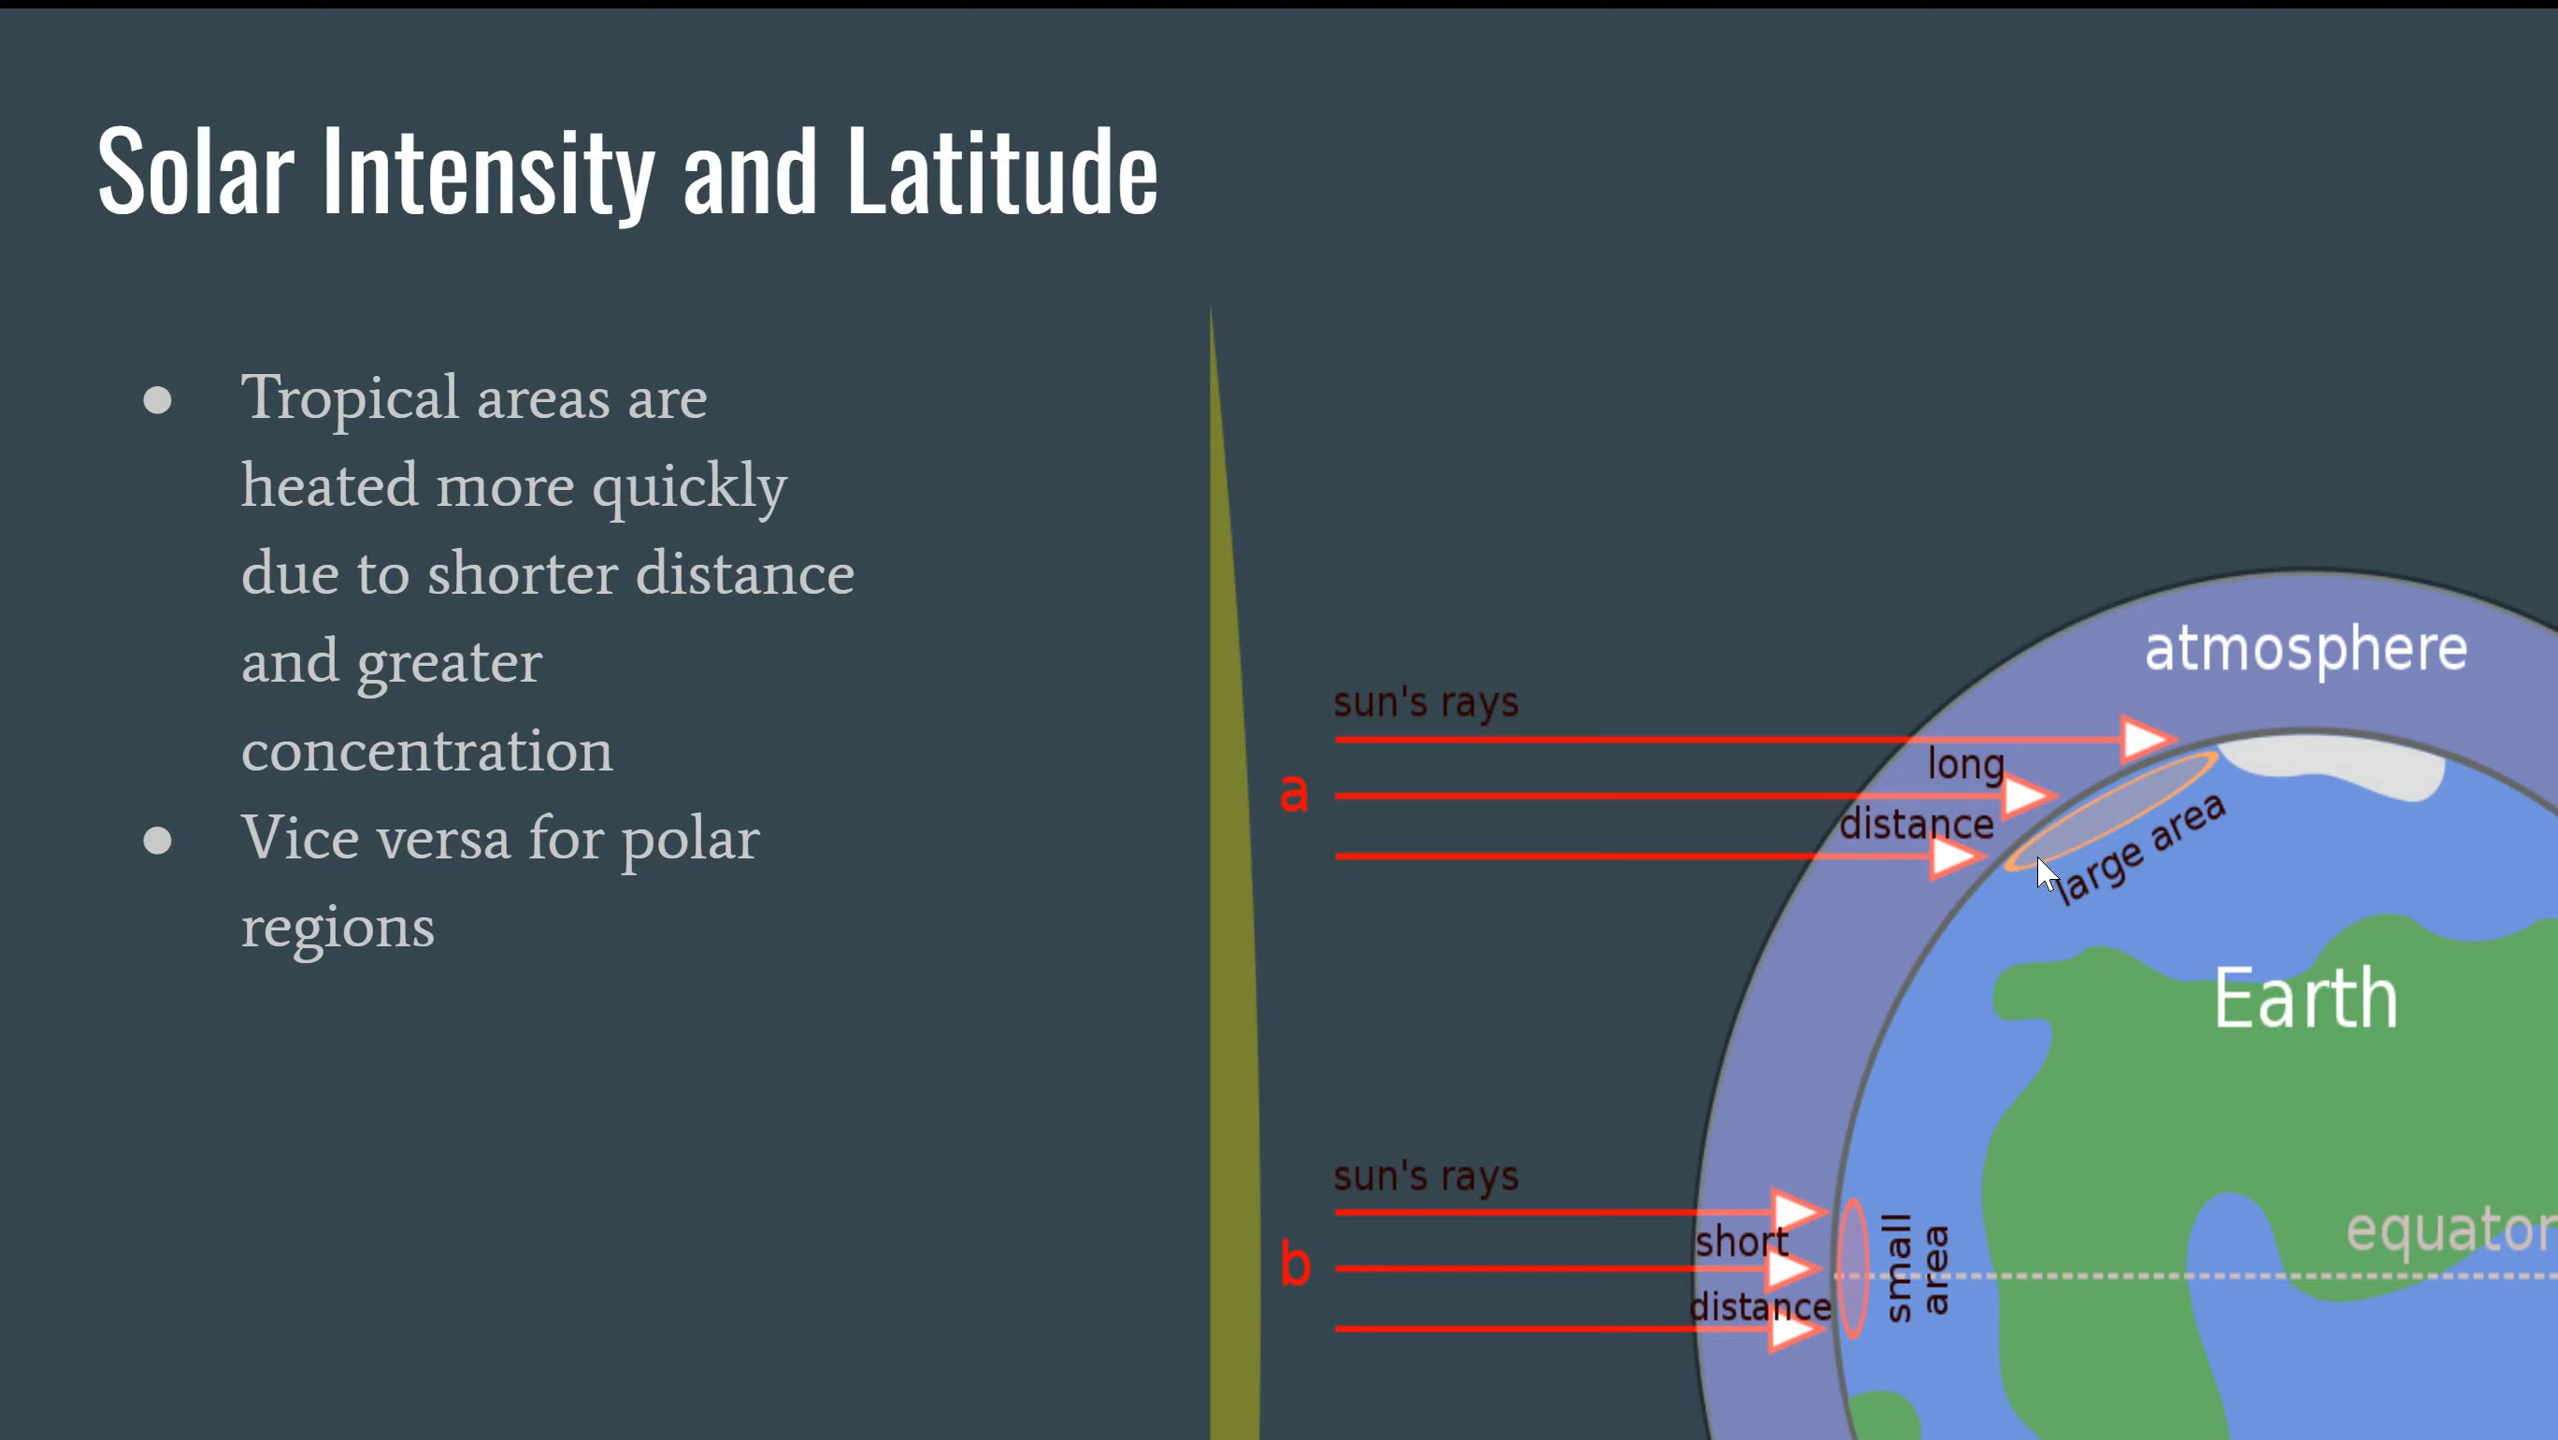 Solar Intensity and Latitude
● Tropical areas are
heated more quickly
due to shorter distance
and greater
concentration
● Vice versa for polar
regions
atmosphere
sun's rays
long
a
distance
large area
Earth
sun's rays
equator
short
b
small
area
distance